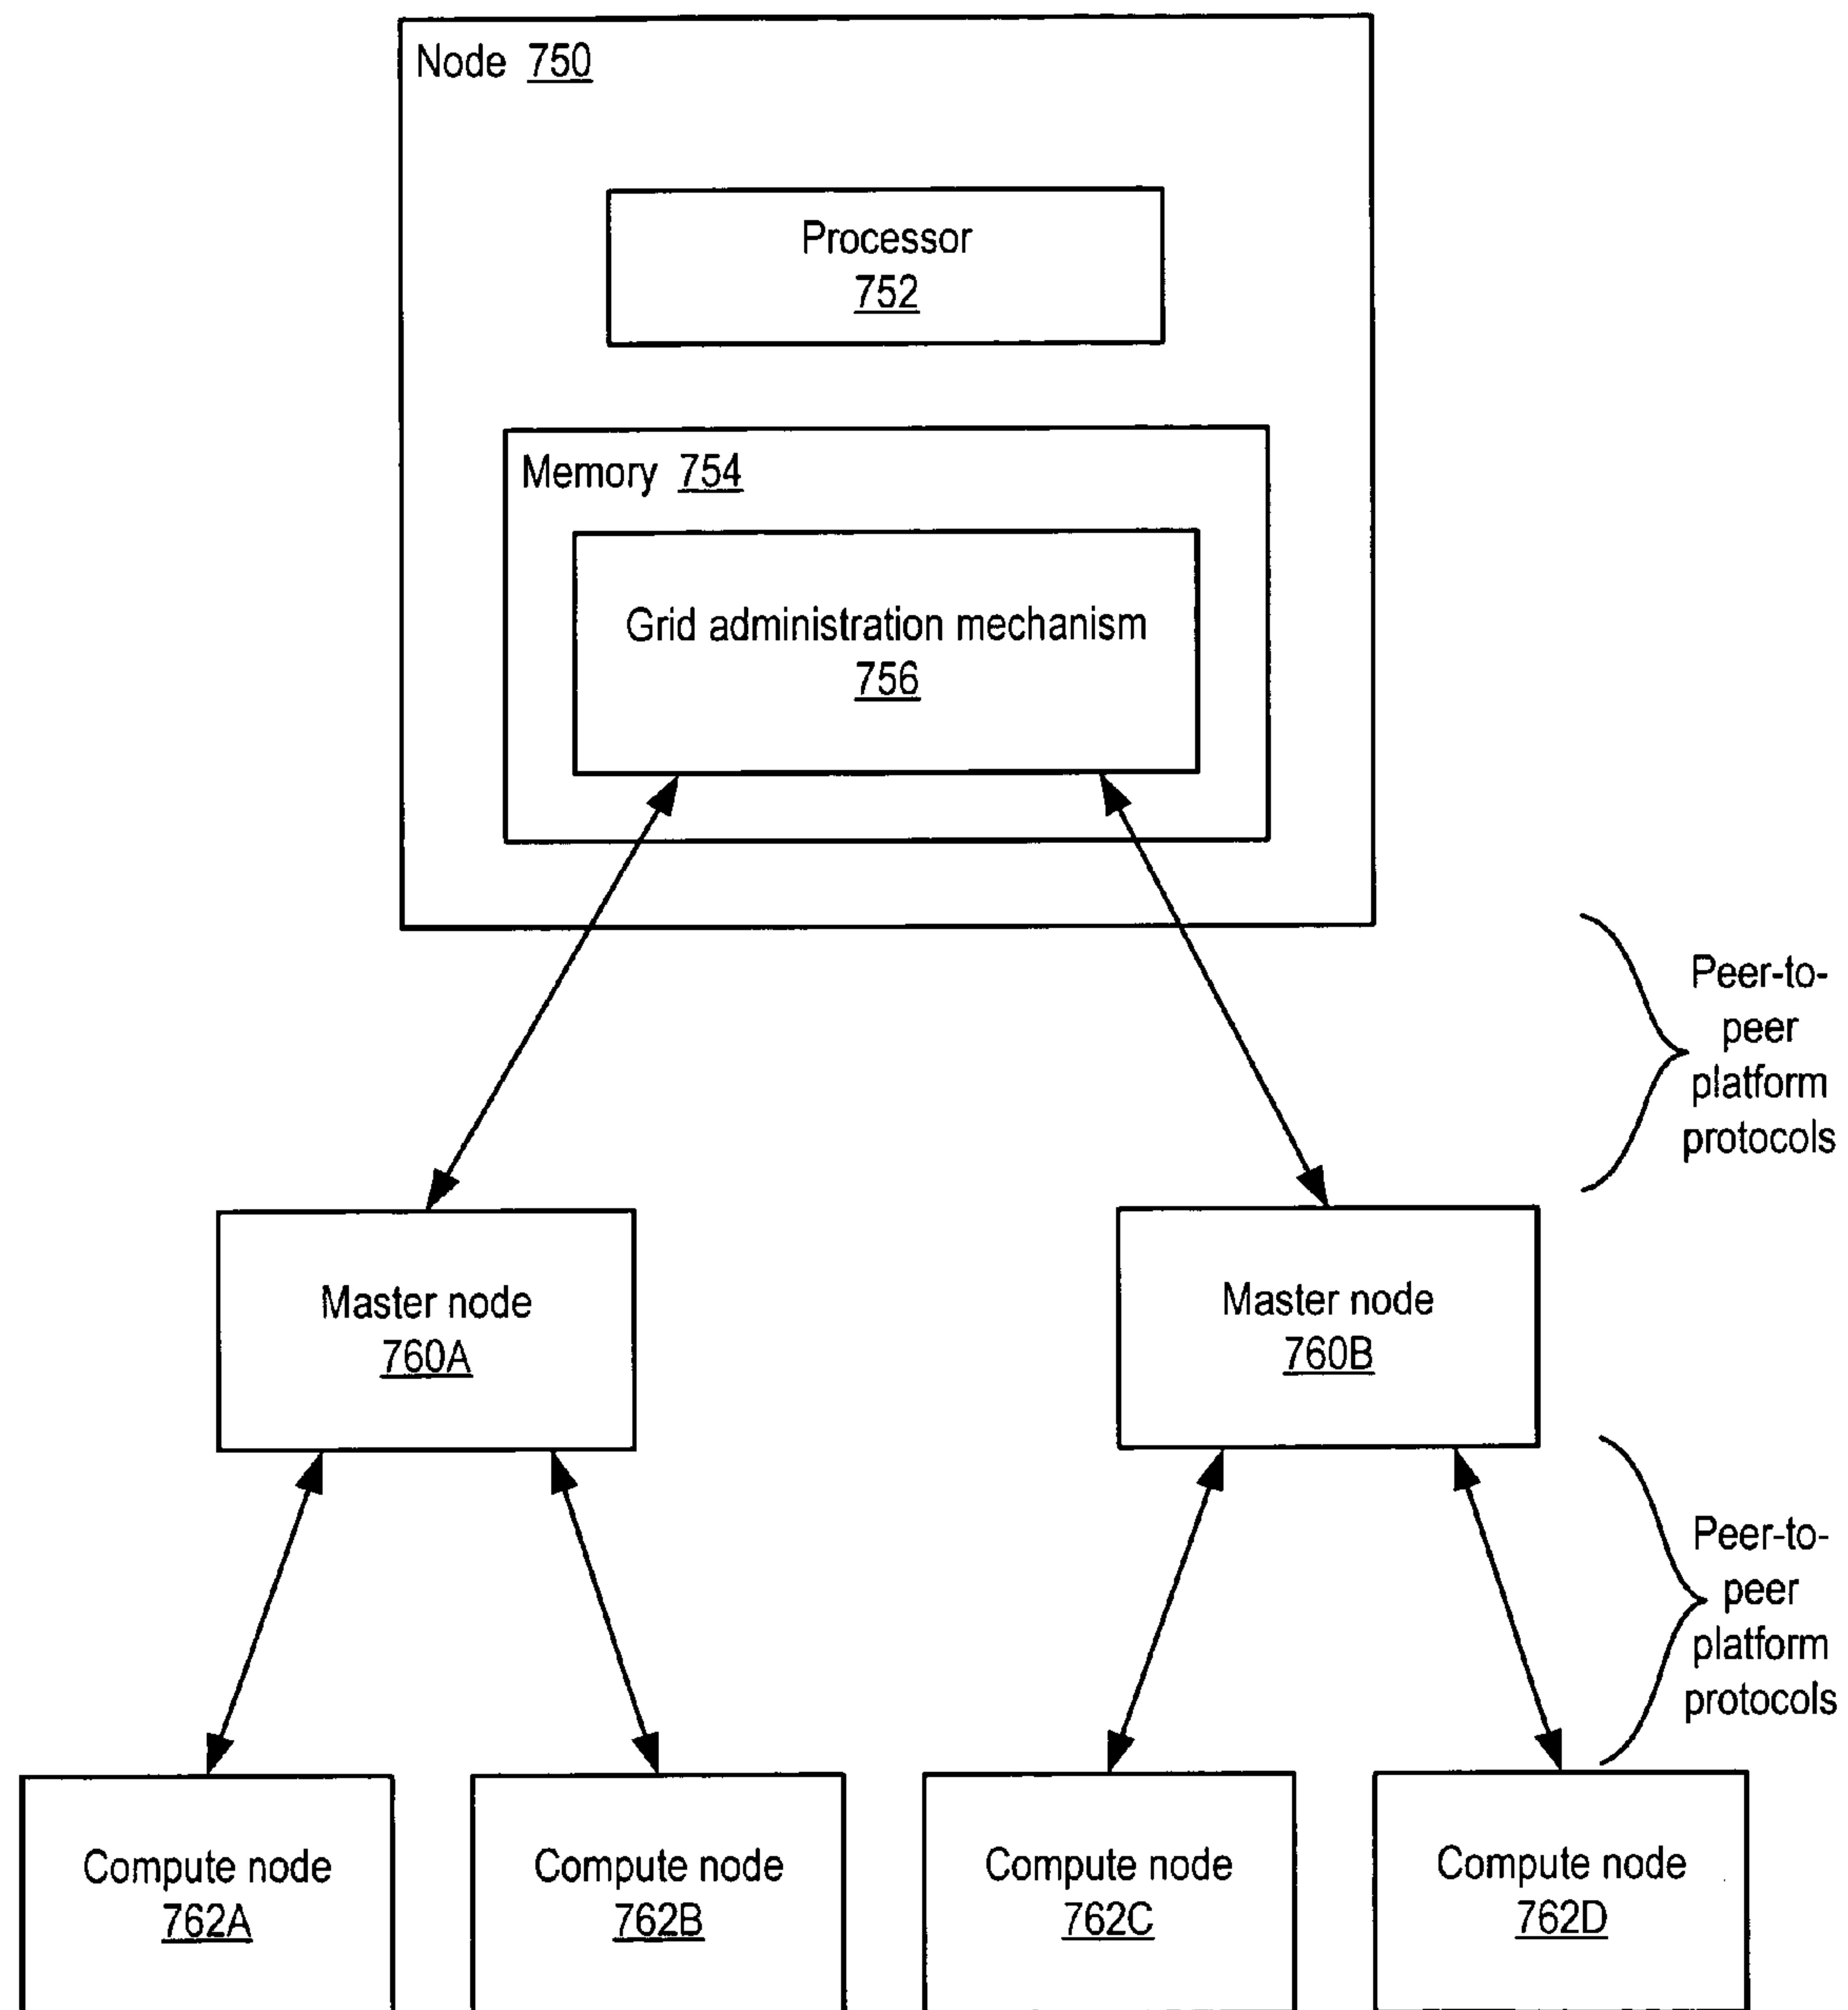 Node 750
Processor
752
Memory 754
Grid administration mechanism
756
Peer-to-
peer
platform
protocols
Master node
760A
Master node
760B
Peer-to-
peer
platform
protocols
Compute node
762A
Compute node
762B
Compute node
762C
Compute node
762D